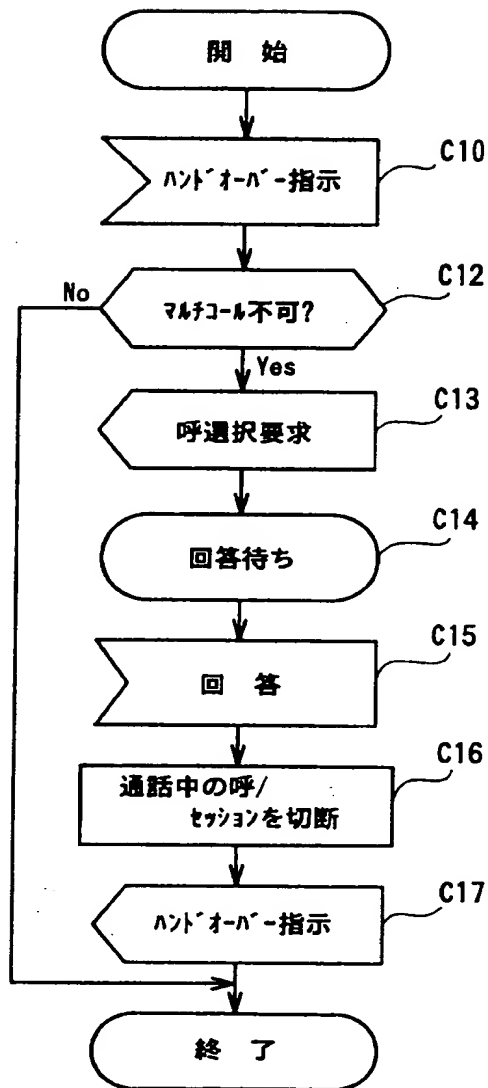 開 始
C10
ﾊﾝﾄﾞｵｰﾊﾞｰ指示
C12
No
ﾏﾙﾁｺｰﾙ不可?
Yes
C13
呼選択要求
C14
回答待ち
C15
回 答
C16
通話中の呼/
ｾｯｼｮﾝを切断
C17
ﾊﾝﾄﾞｵｰﾊﾞｰ指示
終 了